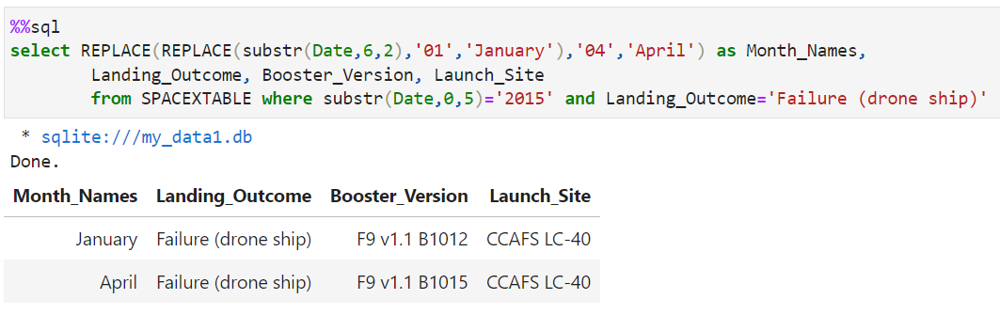 %%sql
select REPLACE(REPLACE(substr(Date,6,2),'01','January'),'04','April') as Month_Names,
Landing_Outcome, Booster_Version, Launch_Site
from SPACEXTABLE where substr(Date,0,5)='2015' and Landing_Outcome='Failure (drone ship)'
* sqlite:///my_data1.db
Done.
Month_Names Landing_Outcome Booster_Version Launch_Site
January Failure (drone ship) F9 v1.1 B1012 CCAFS LC-40
April Failure (drone ship) F9 v1.1 B1015 CCAFS LC-40